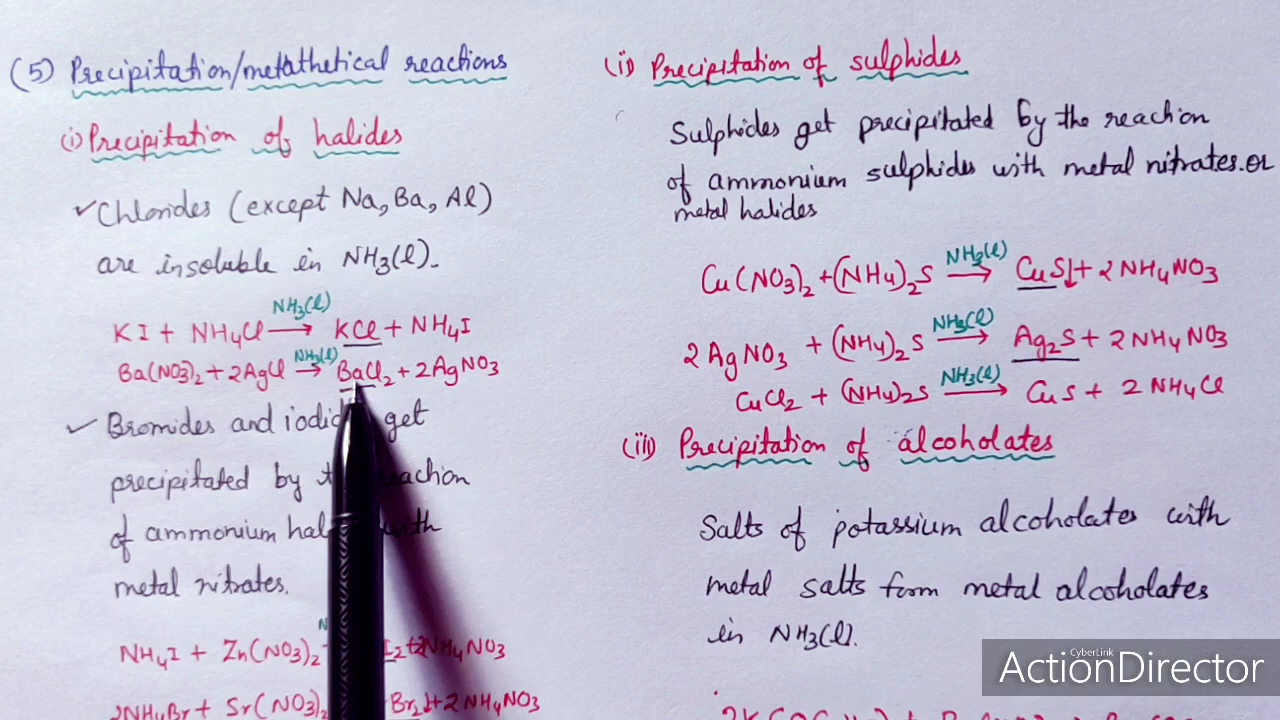 (5) Precipitation/metathetical reactions
(i) Precipitation of halides
✓ Chlorides (except Na, Ba, Al)
are insoluble in NH3(l).
NH3(l)
KI + NH4Cl → KCl + NH4I
NH3(l)
Ba(NO3)2 + 2AgCl → BaCl2 + 2AgNO3
✓ Bromides and get
precipitated by
of ammonium with
metal nitrates.
NH4I + Zn(NO3)2 I2 + 2NH4NO3
2NH4Br + Sr(NO3)2 Br2↓ + 2NH4NO3
(ii) Precipitation of sulphides
Sulphides get precipitated by the reaction
of ammonium sulphides with metal nitrates. or
metal halides
NH3(l)
Cu(NO3)2 + (NH4)2S → CuS↓ + 2NH4NO3
NH3(l)
2AgNO3 + (NH4)2S → Ag2S + 2NH4NO3
NH3(l)
CuCl2 + (NH4)2S → CuS + 2NH4Cl
(iii) Precipitation of alcoholates
Salts of potassium alcoholates with
metal salts form metal alcoholates
in NH3(l).
CyberLink
ActionDirector